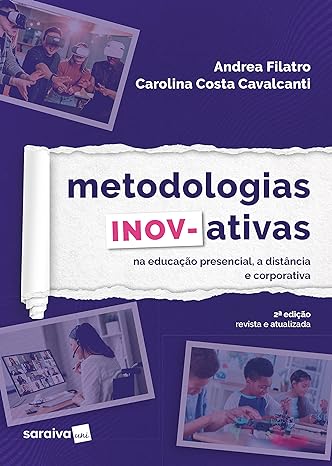 Andrea Filatro
Carolina Costa Cavalcanti
metodologias
INOV-ativas
na educação presencial, a distância
e corporativa
2ª edição
revista e atualizada
saraiva uni